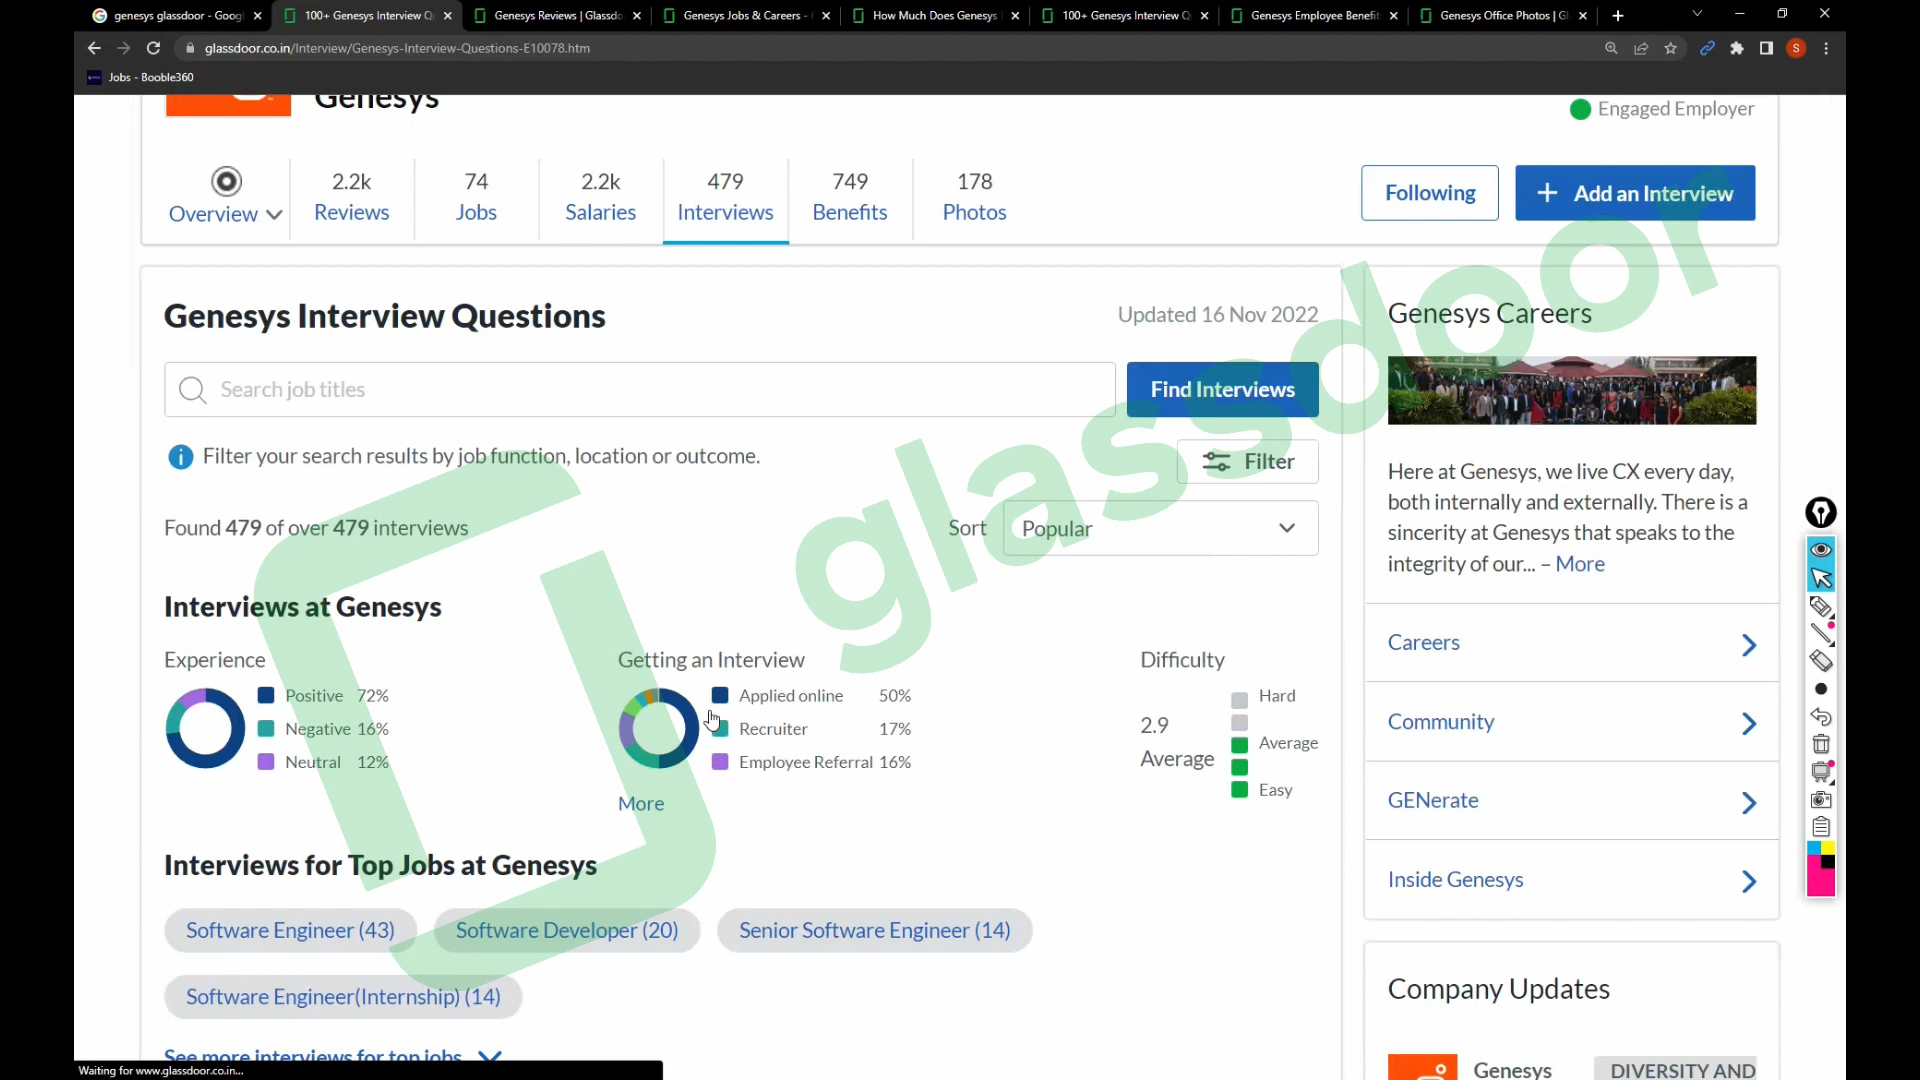 genesys glassdoor - Googl
100+ Genesys Interview Q
Genesys Reviews | Glassdo
Genesys Jobs & Careers -
How Much Does Genesys
100+ Genesys Interview Q
Genesys Employee Benefit
Genesys Office Photos | Gl
glassdoor.co.in/Interview/Genesys-Interview-Questions-E10078.htm
S
Jobs - Booble360
Genesys
Engaged Employer
Overview
2.2k
Reviews
74
Jobs
2.2k
Salaries
479
Interviews
749
Benefits
178
Photos
Following
+ Add an Interview
Genesys Interview Questions
Updated 16 Nov 2022
Search job titles
Find Interviews
Filter your search results by job function, location or outcome.
Filter
Found 479 of over 479 interviews
Sort
Popular
Interviews at Genesys
Experience
Positive 72%
Negative 16%
Neutral 12%
Getting an Interview
Applied online 50%
Recruiter 17%
Employee Referral 16%
More
Difficulty
2.9
Average
Hard
Average
Easy
Interviews for Top Jobs at Genesys
Software Engineer (43)
Software Developer (20)
Senior Software Engineer (14)
Software Engineer(Internship) (14)
See more interviews for top jobs
Waiting for www.glassdoor.co.in...
glassdoor
Genesys Careers
Here at Genesys, we live CX every day,
both internally and externally. There is a
sincerity at Genesys that speaks to the
integrity of our... – More
Careers
Community
GENerate
Inside Genesys
Company Updates
Genesys
DIVERSITY AND